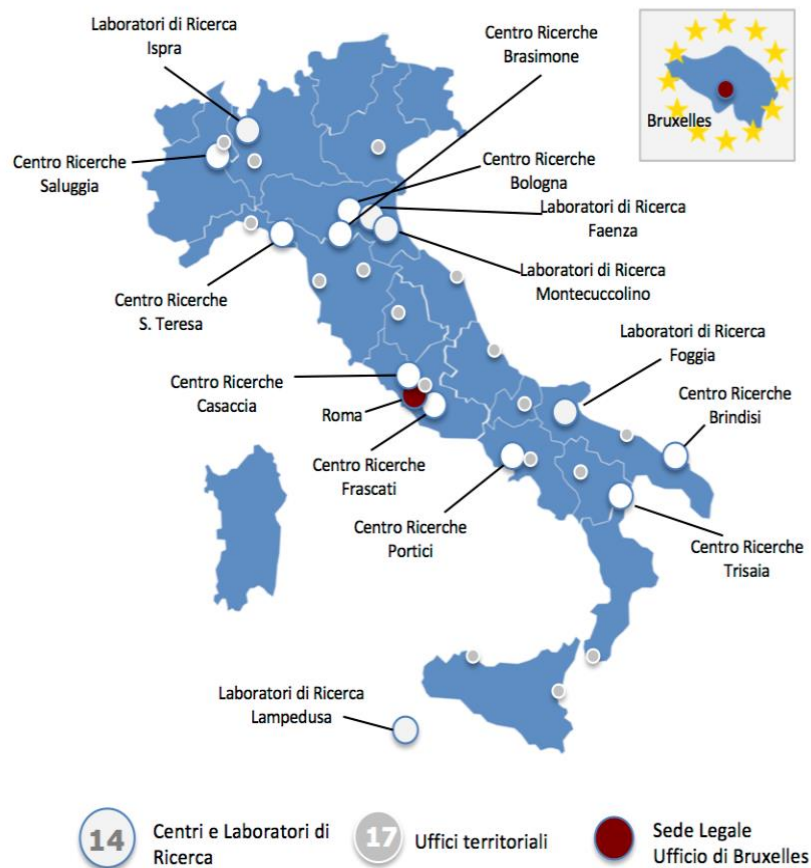 Laboratori di Ricerca
Ispra
Centro Ricerche
Brasimone
Bruxelles
Centro Ricerche
Saluggia
Centro Ricerche
Bologna
Laboratori di Ricerca
Faenza
Laboratori di Ricerca
Montecuccolino
Centro Ricerche
S. Teresa
Laboratori di Ricerca
Foggia
Centro Ricerche
Casaccia
Centro Ricerche
Brindisi
Roma
Centro Ricerche
Frascati
Centro Ricerche
Portici
Centro Ricerche
Trisaia
Laboratori di Ricerca
Lampedusa
14
Centri e Laboratori di
Ricerca
17
Uffici territoriali
Sede Legale
Ufficio di Bruxelles